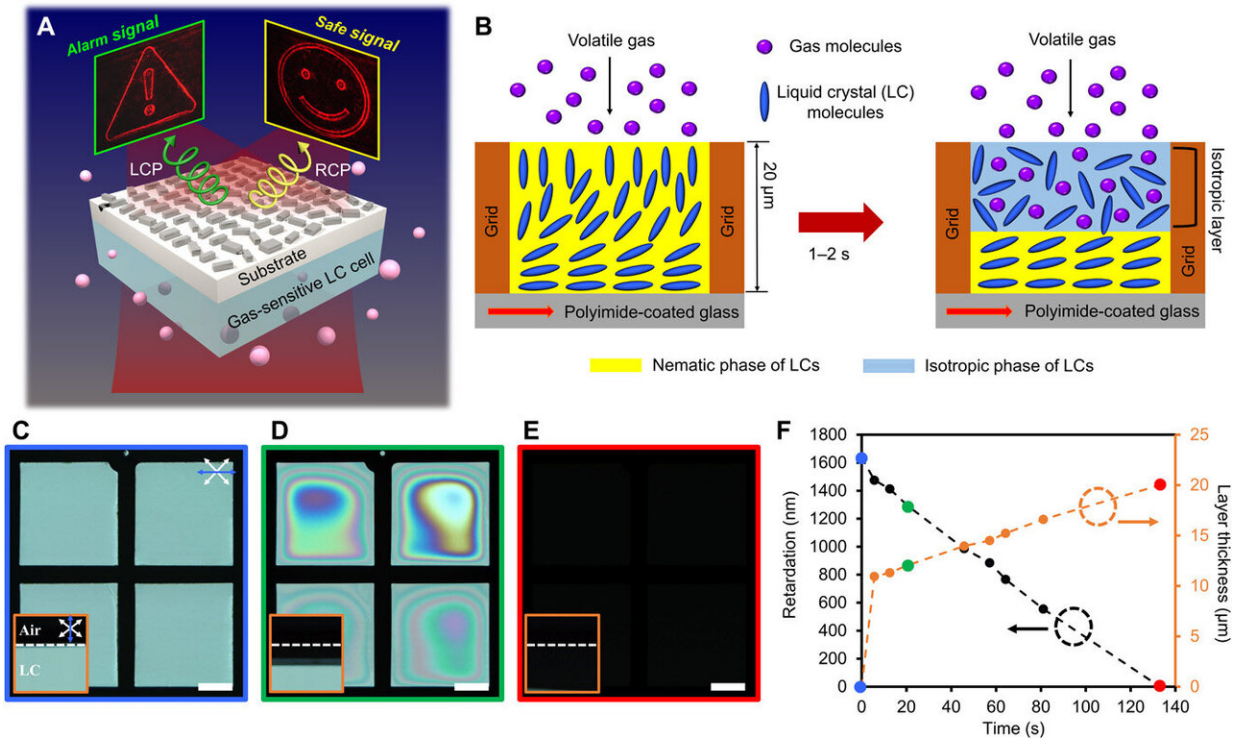 A
Alarm signal
Safe signal
LCP
RCP
Substrate
Gas-sensitive LC cell
B
Volatile gas
Gas molecules
Liquid crystal (LC)
molecules
Volatile gas
Grid
Grid
20 µm
1–2 s
Grid
Grid
Isotropic layer
Polyimide-coated glass
Polyimide-coated glass
Nematic phase of LCs
Isotropic phase of LCs
C
Air
LC
D
E
F
Retardation (nm)
1800
1600
1400
1200
1000
800
600
400
200
0
0 20 40 60 80 100 120 140
Time (s)
25
20
15
10
5
0
Layer thickness (µm)